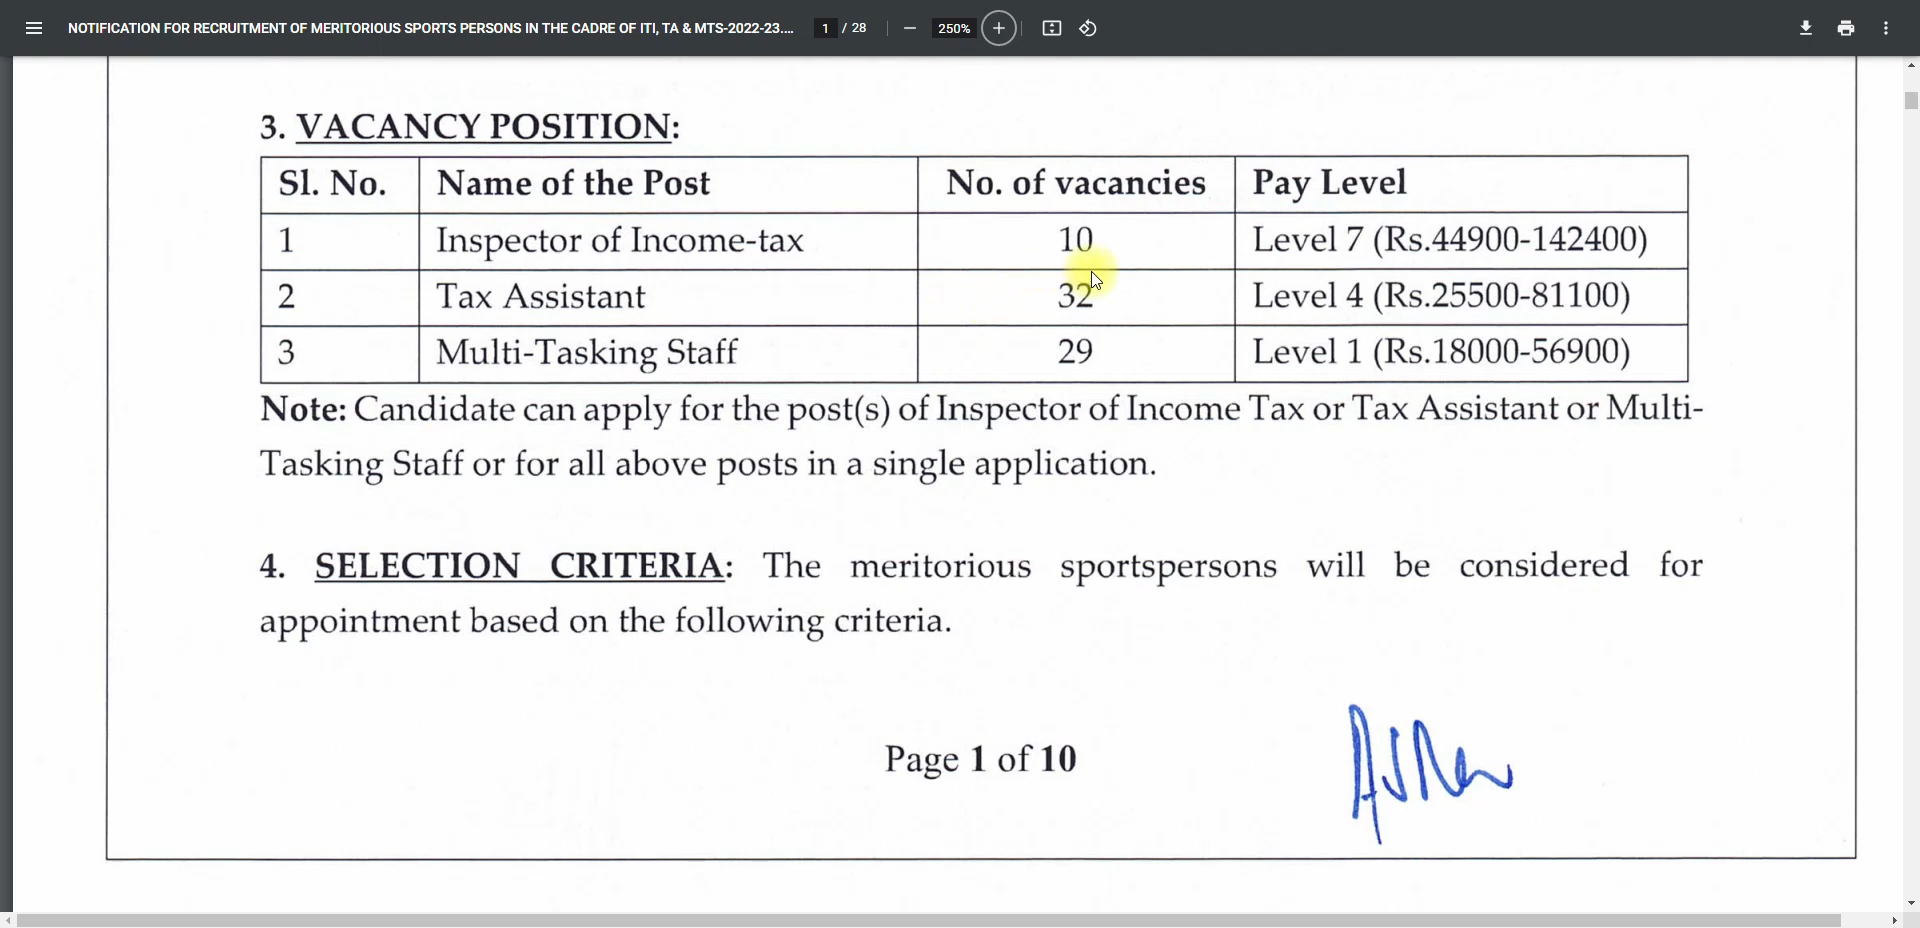 NOTIFICATION FOR RECRUITMENT OF MERITORIOUS SPORTS PERSONS IN THE CADRE OF ITI, TA & MTS-2022-23.... 1 / 28 250%
3. VACANCY POSITION:
Sl. No. Name of the Post No. of vacancies Pay Level
1 Inspector of Income-tax 10 Level 7 (Rs.44900-142400)
2 Tax Assistant 32 Level 4 (Rs.25500-81100)
3 Multi-Tasking Staff 29 Level 1 (Rs.18000-56900)
Note: Candidate can apply for the post(s) of Inspector of Income Tax or Tax Assistant or Multi-
Tasking Staff or for all above posts in a single application.
4. SELECTION CRITERIA: The meritorious sportspersons will be considered for
appointment based on the following criteria.
Page 1 of 10